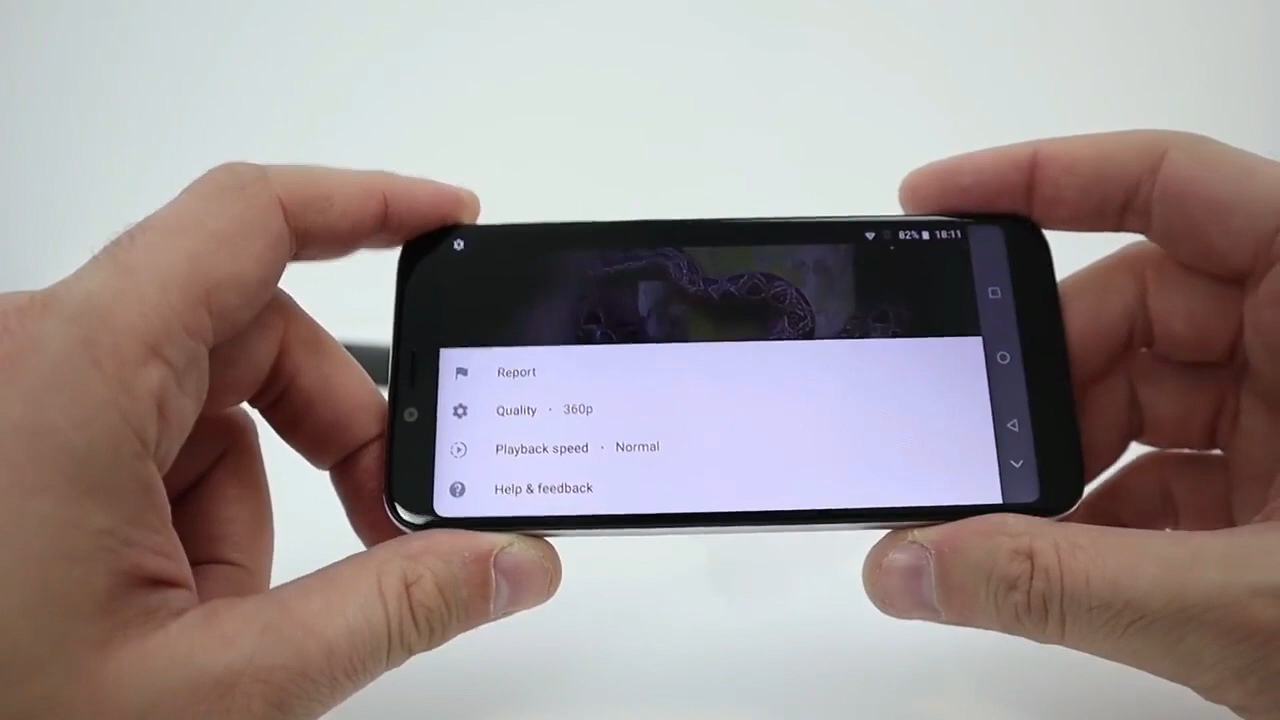 82% 18:11
Report
Quality · 360p
Playback speed · Normal
Help & feedback